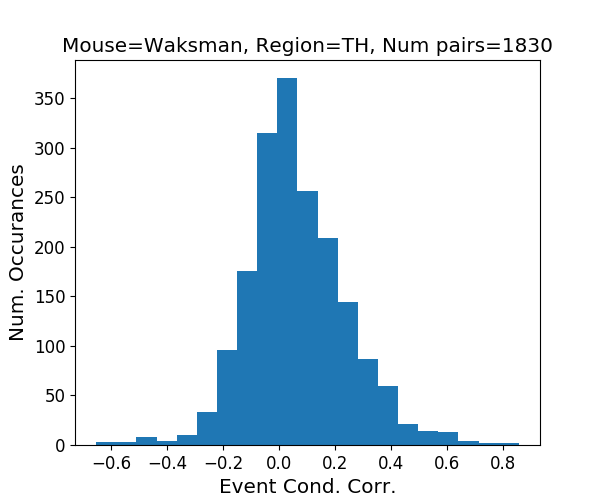 Mouse=Waksman, Region=TH, Num pairs=1830
350
300
250
200
150
100
50
0
Num. Occurances
−0.6 −0.4 −0.2 0.0 0.2 0.4 0.6 0.8
Event Cond. Corr.